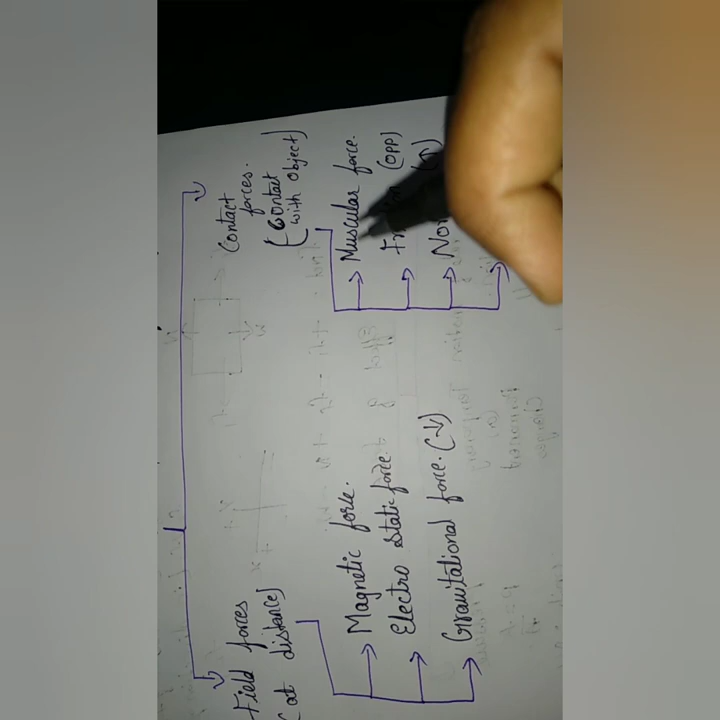 Field forces
( at distance)
Magnetic force.
Electro static force.
Gravitational force. (↓)
Contact
forces.
( Contact
with object)
Muscular force.
(OPP)
(↑)